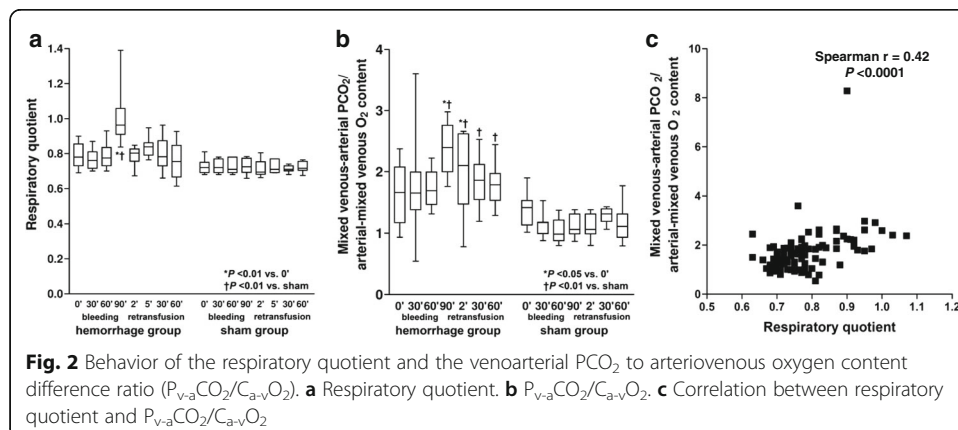 a
Respiratory quotient
1.4
1.2
1.0
0.8
0.6
0.4
*†
*P <0.01 vs. 0'
†P <0.01 vs. sham
0' 30' 60' 90' 2' 5' 30' 60' 0' 30' 60' 90' 2' 5' 30' 60'
bleeding retransfusion bleeding retransfusion
hemorrhage group sham group
b
Mixed venous-arterial PCO2/
arterial-mixed venous O2 content
4
3
2
1
0
*† *† † †
*P <0.05 vs. 0'
†P <0.01 vs. sham
0' 30' 60' 90' 2' 30' 60' 0' 30' 60' 90' 2' 30' 60'
bleeding retransfusion bleeding retransfusion
hemorrhage group sham group
c
Mixed venous-arterial PCO2/
arterial-mixed venous O2 content
10
8
6
4
2
0
Spearman r = 0.42
P <0.0001
0.5 0.6 0.7 0.8 0.9 1.0 1.1 1.2
Respiratory quotient
Fig. 2 Behavior of the respiratory quotient and the venoarterial PCO2 to arteriovenous oxygen content
difference ratio (Pv-aCO2/Ca-vO2). a Respiratory quotient. b Pv-aCO2/Ca-vO2. c Correlation between respiratory
quotient and Pv-aCO2/Ca-vO2